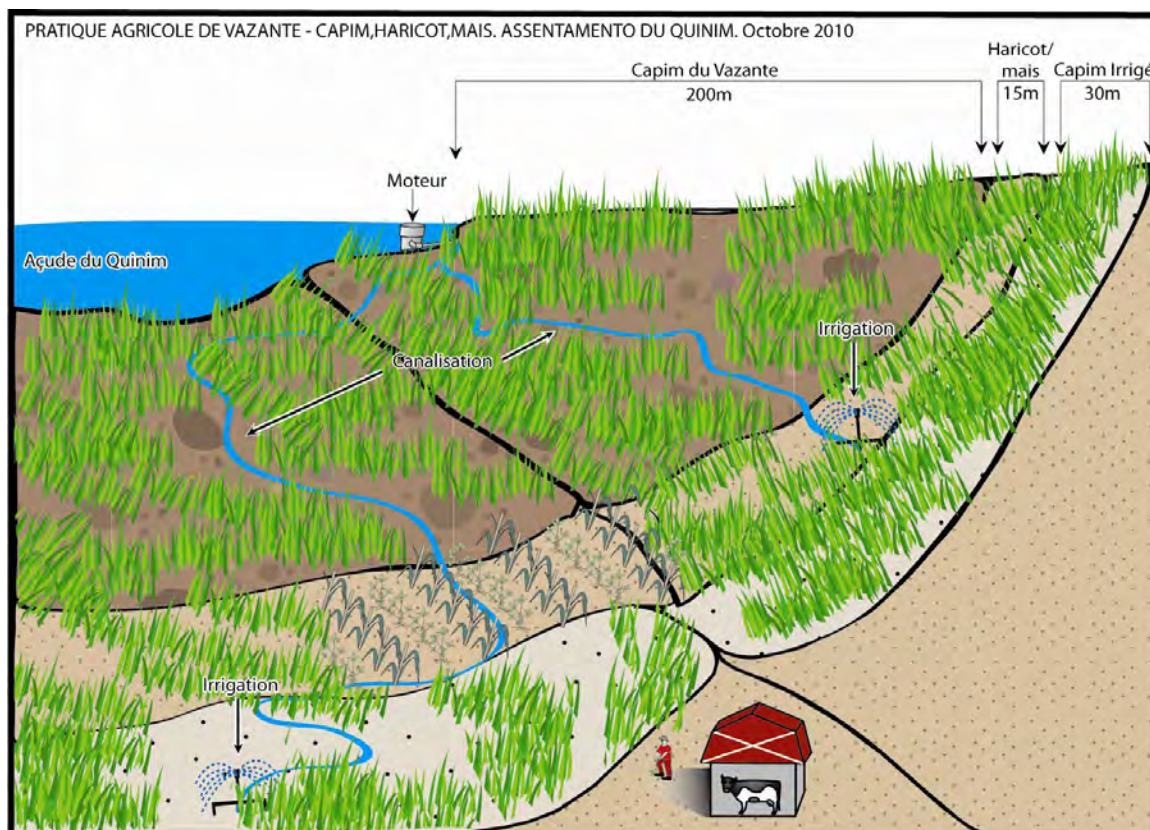 PRATIQUE AGRICOLE DE VAZANTE - CAPIM,HARICOT,MAIS. ASSENTAMENTO DU QUINIM. Octobre 2010
Capim du Vazante
200m
Haricot/
mais
15m
Capim Irrigé
30m
Moteur
Açude du Quinim
Canalisation
Irrigation
Irrigation